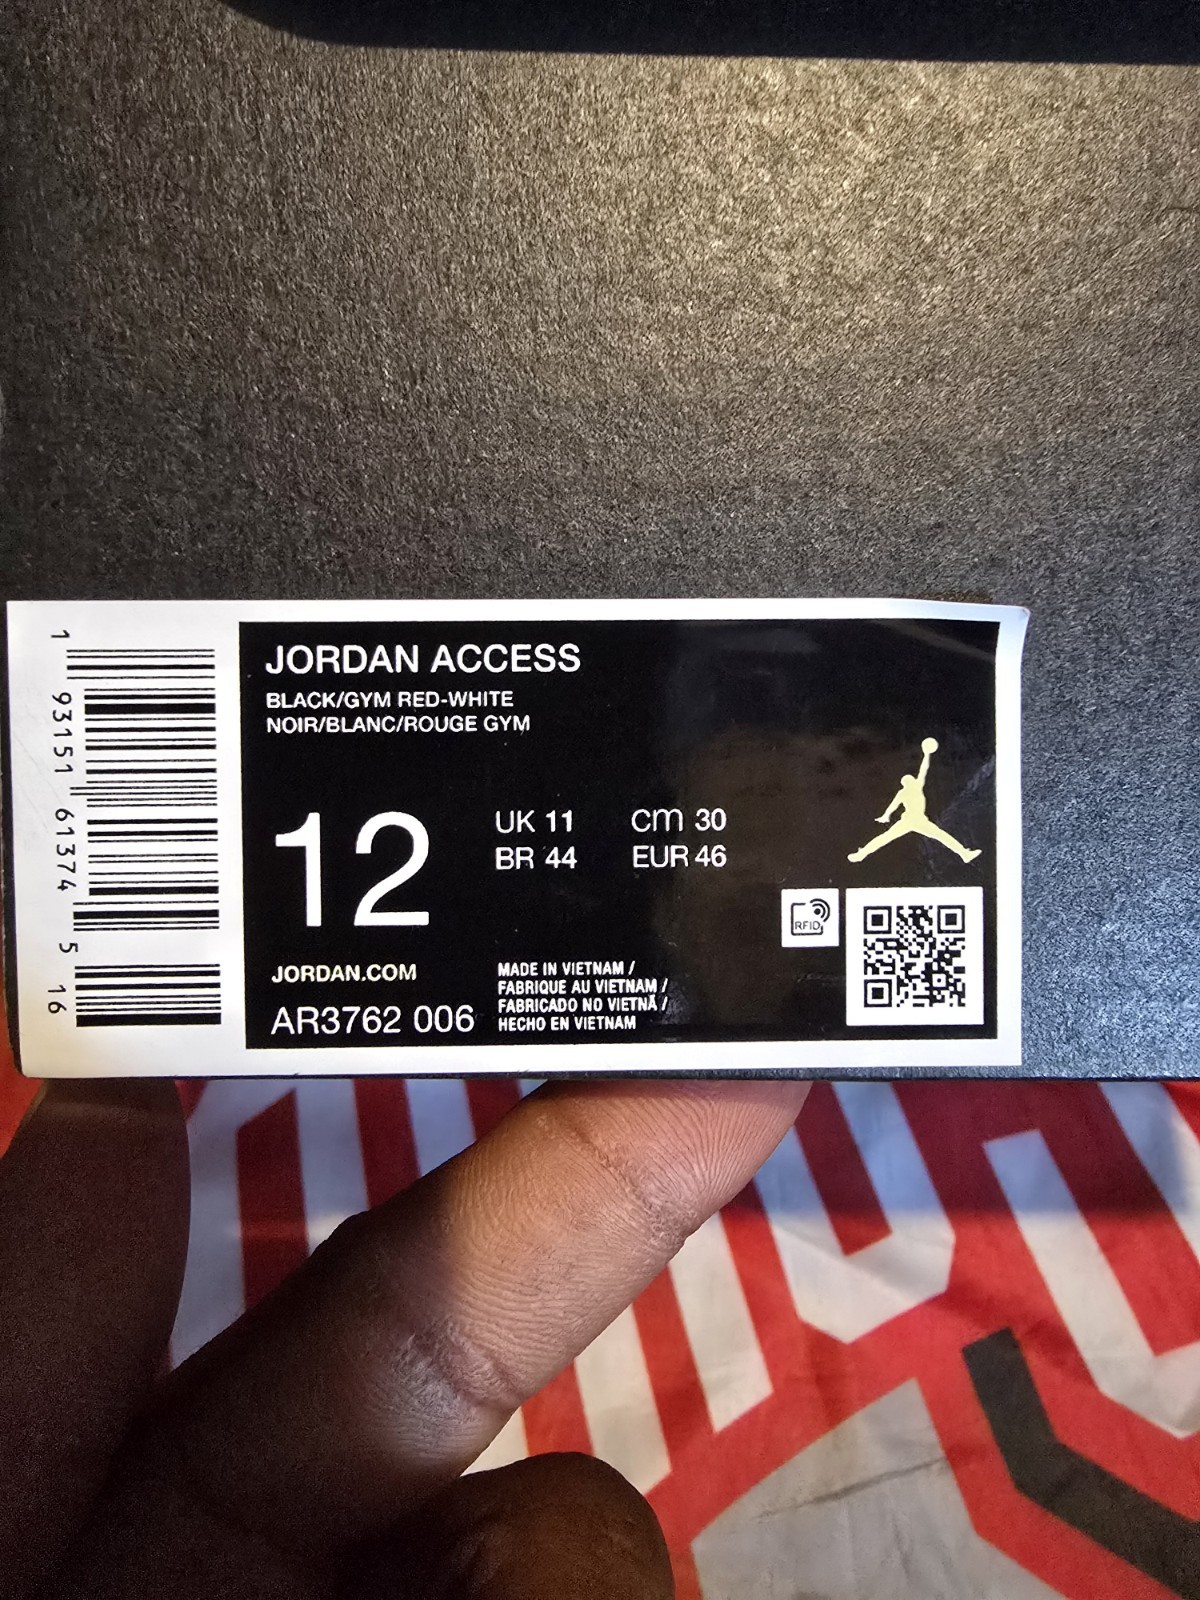 JORDAN ACCESS
BLACK/GYM RED-WHITE
NOIR/BLANC/ROUGE GYM
12
UK 11
cm 30
BR 44
EUR 46
RFID
JORDAN.COM
AR3762 006
MADE IN VIETNAM /
FABRIQUE AU VIETNAM /
FABRICADO NO VIETNÃ /
HECHO EN VIETNAM
1 93151 61374 5 16